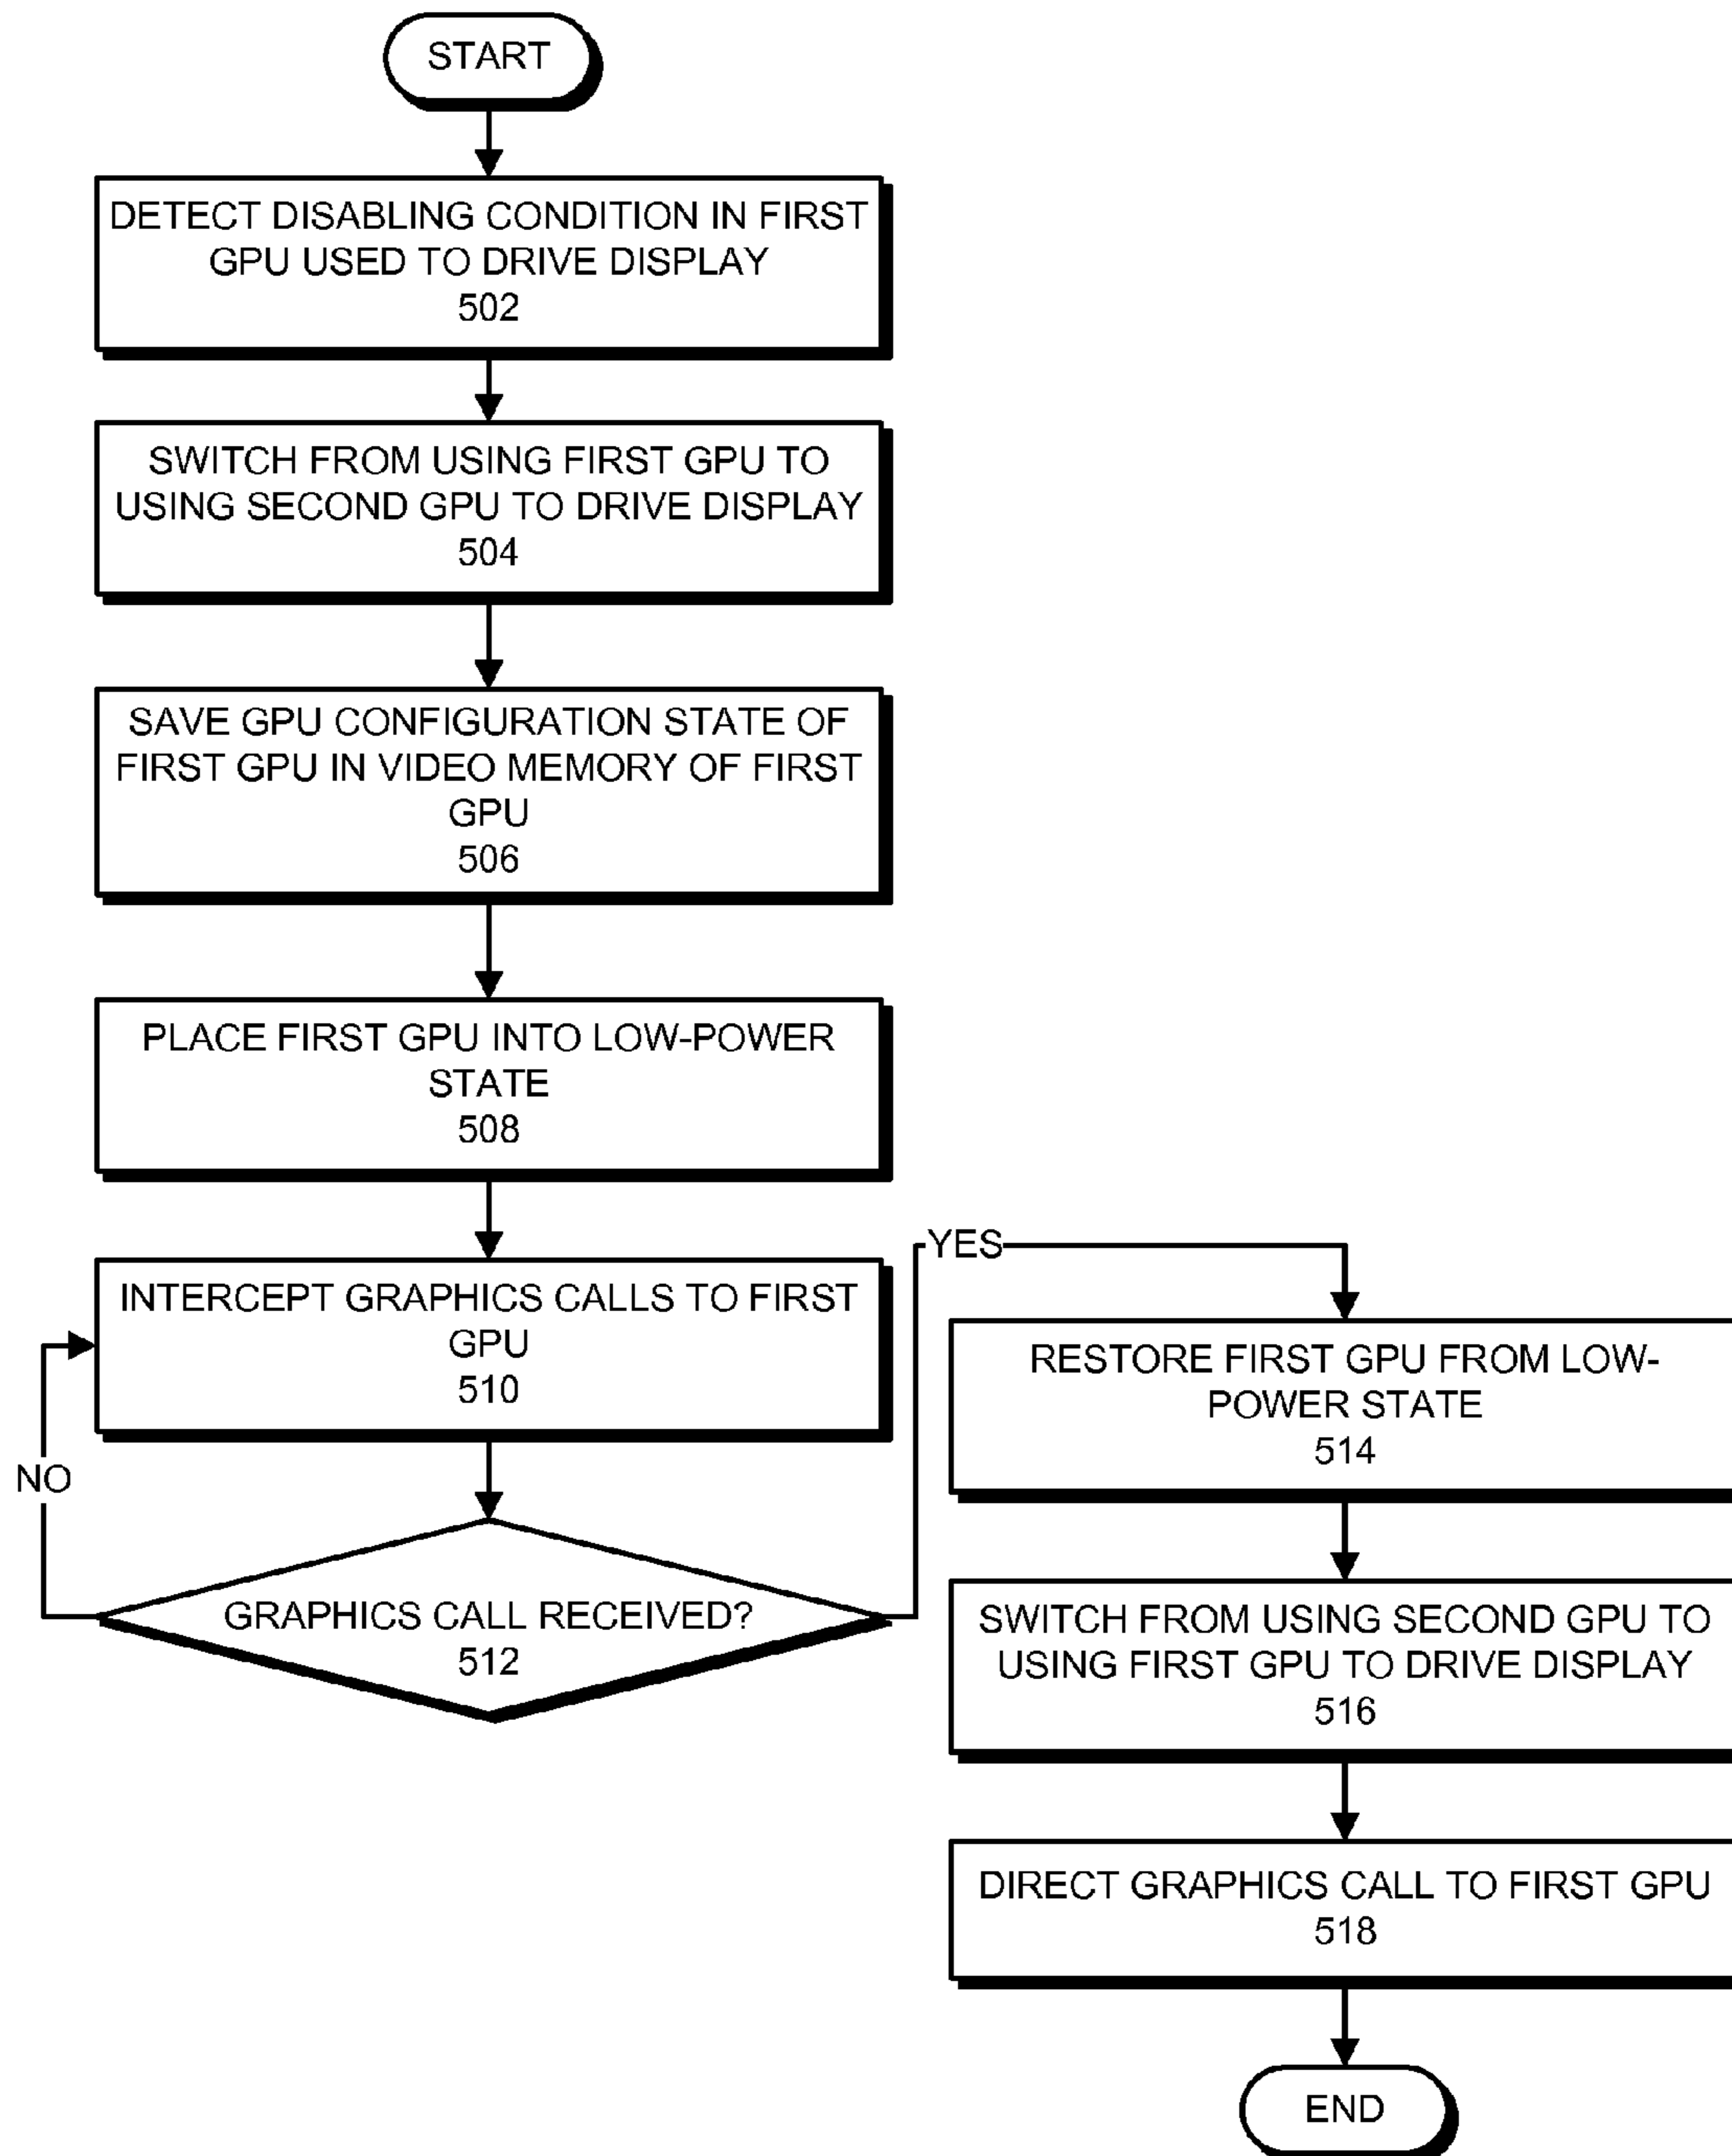 START
DETECT DISABLING CONDITION IN FIRST
GPU USED TO DRIVE DISPLAY
502
SWITCH FROM USING FIRST GPU TO
USING SECOND GPU TO DRIVE DISPLAY
504
SAVE GPU CONFIGURATION STATE OF
FIRST GPU IN VIDEO MEMORY OF FIRST
GPU
506
PLACE FIRST GPU INTO LOW-POWER
STATE
508
INTERCEPT GRAPHICS CALLS TO FIRST
GPU
510
NO
GRAPHICS CALL RECEIVED?
512
YES
RESTORE FIRST GPU FROM LOW-
POWER STATE
514
SWITCH FROM USING SECOND GPU TO
USING FIRST GPU TO DRIVE DISPLAY
516
DIRECT GRAPHICS CALL TO FIRST GPU
518
END